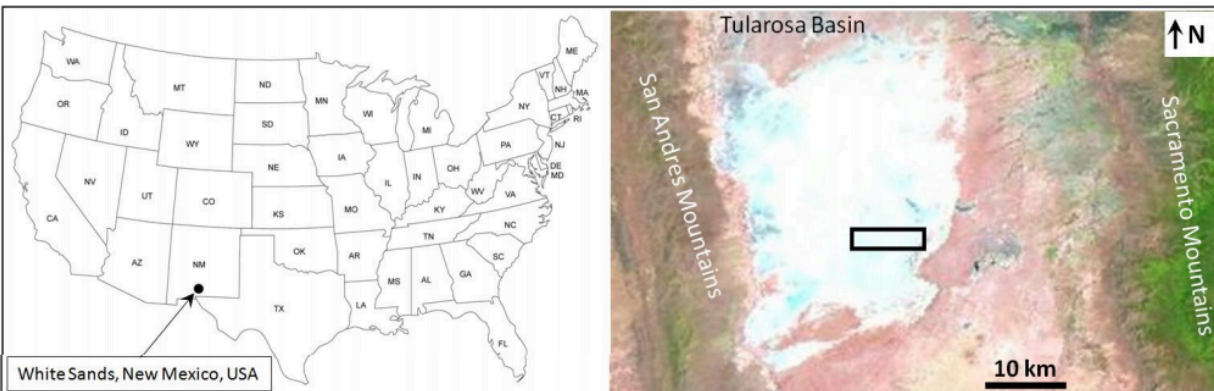 WA
OR
CA
NV
ID
MT
WY
UT
AZ
CO
NM
ND
SD
NE
KS
OK
TX
MN
IA
MO
AR
LA
WI
IL
MI
IN
OH
KY
TN
MS
AL
GA
FL
SC
NC
VA
WV
PA
NY
VT
NH
ME
MA
RI
CT
NJ
DE
MD
White Sands, New Mexico, USA
Tularosa Basin
N
San Andres Mountains
Sacramento Mountains
10 km